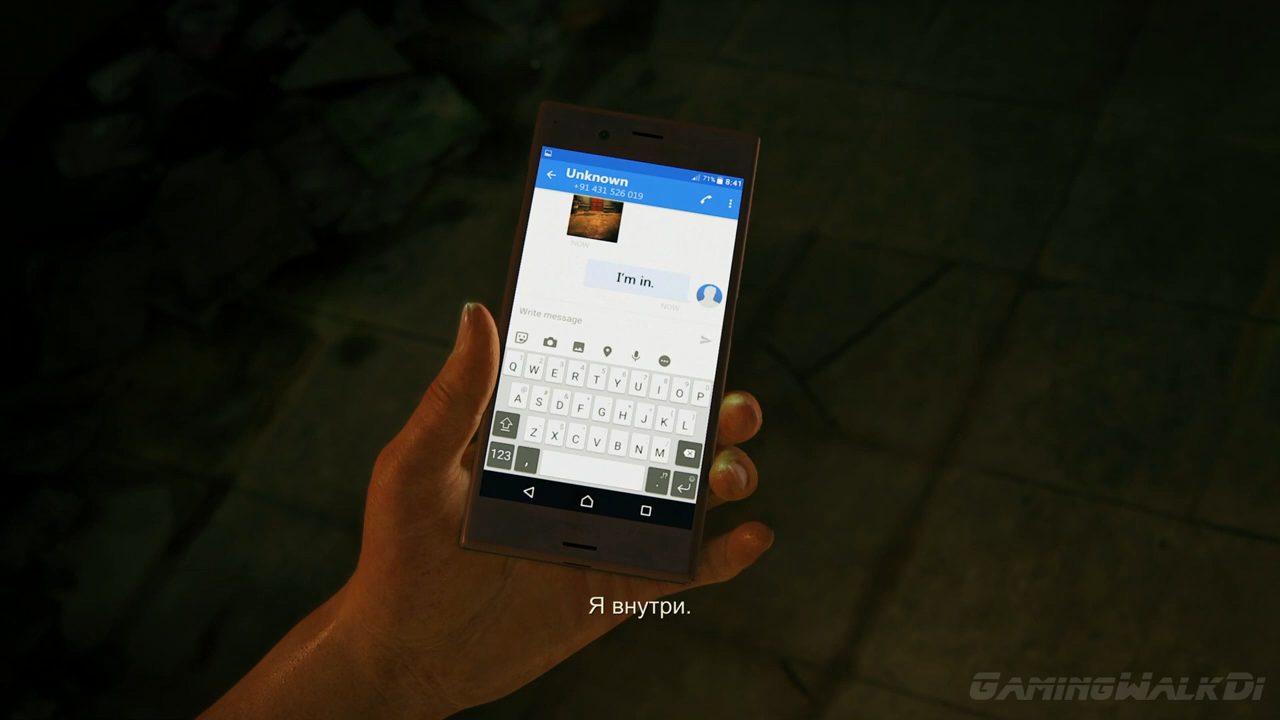 71% 8:41
Unknown
+91 431 526 019
NOW
I'm in.
NOW
Write message
Q W E R T Y U I O P
A S D F G H J K L
Z X C V B N M
123 , .
Я внутри.
GamingWalkDi